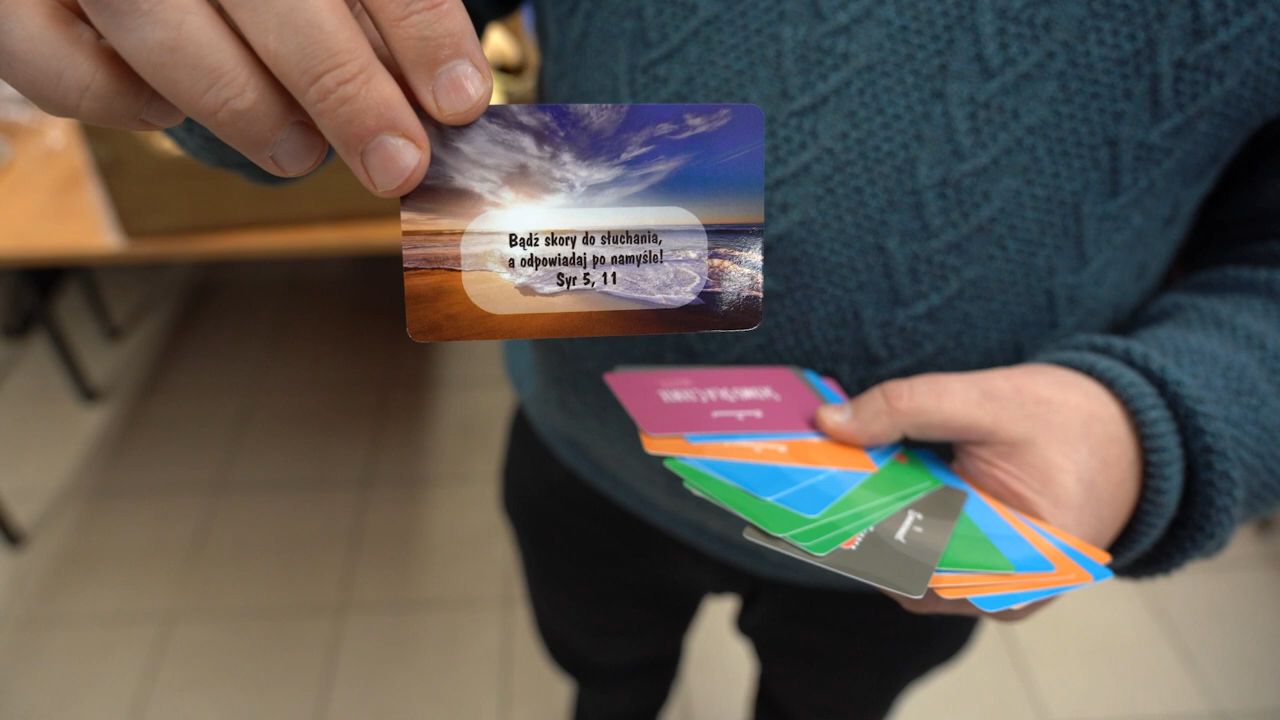 Bądź skory do słuchania,
a odpowiadaj po namyśle!
Syr 5, 11